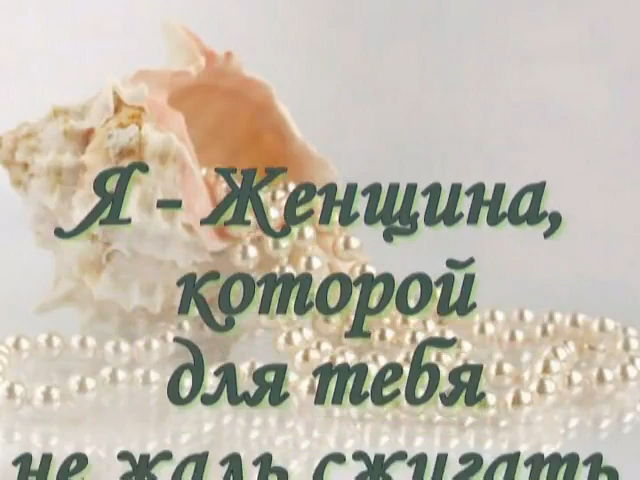 Я - Женщина,
которой
для тебя
не жаль сжигать